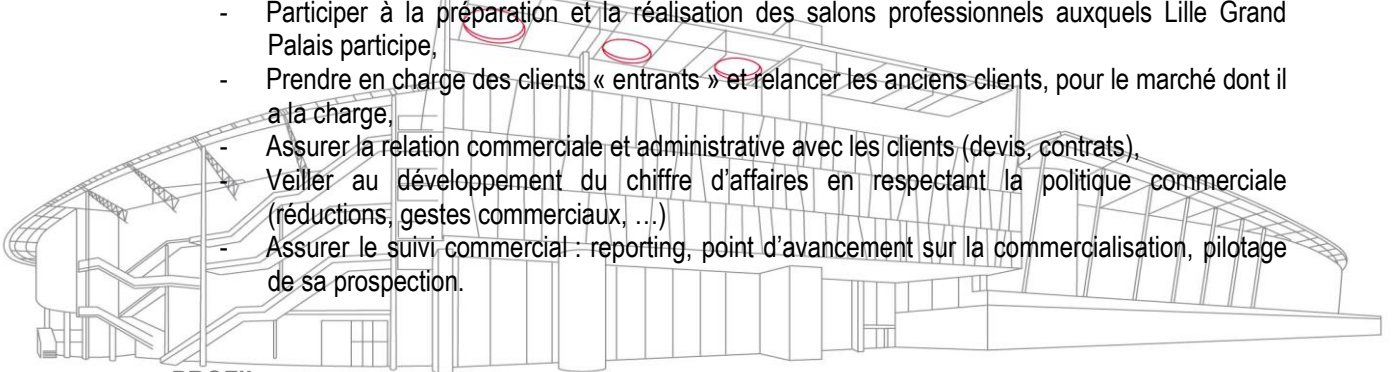 - Participer à la préparation et la réalisation des salons professionnels auxquels Lille Grand
Palais participe,
- Prendre en charge des clients « entrants » et relancer les anciens clients, pour le marché dont il
a la charge,
- Assurer la relation commerciale et administrative avec les clients (devis, contrats),
- Veiller au développement du chiffre d’affaires en respectant la politique commerciale
(réductions, gestes commerciaux, …)
- Assurer le suivi commercial : reporting, point d’avancement sur la commercialisation, pilotage
de sa prospection.